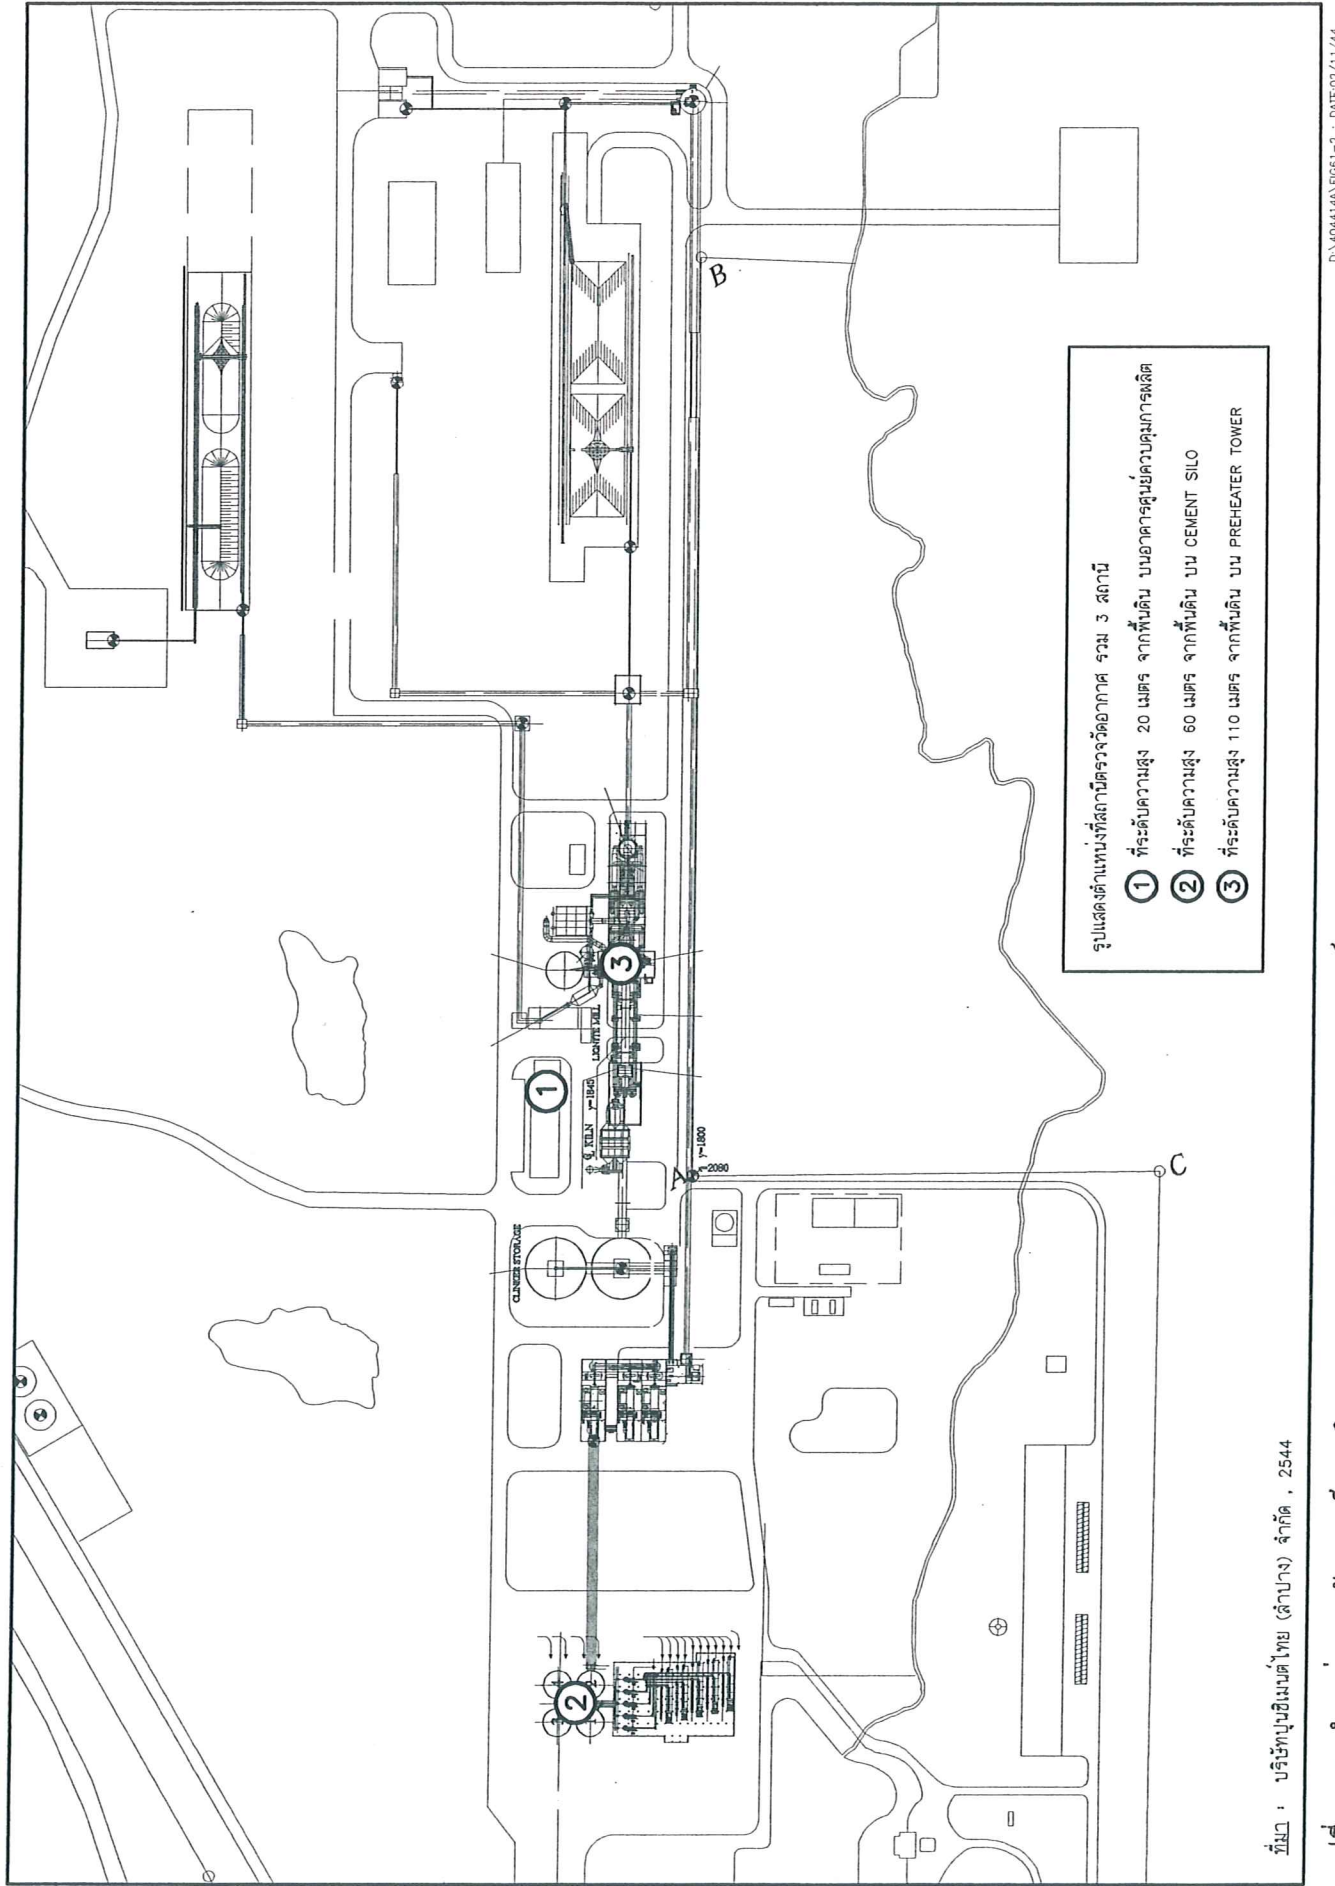 รูปแสดงตำแหน่งที่สถานีตรวจวัดอากาศ รวม 3 สถานี
1 ที่ระดับความสูง 20 เมตร จากพื้นดิน บนอาคารศูนย์ควบคุมการผลิต
2 ที่ระดับความสูง 60 เมตร จากพื้นดิน บน CEMENT SILO
3 ที่ระดับความสูง 110 เมตร จากพื้นดิน บน PREHEATER TOWER
CLINKER STORAGE
KILN y=1845
LIGNITE MILL
y=1800
=2080
A
B
C
1
2
3
ที่มา : บริษัทปูนซิเมนต์ไทย (ลำปาง) จำกัด , 2544